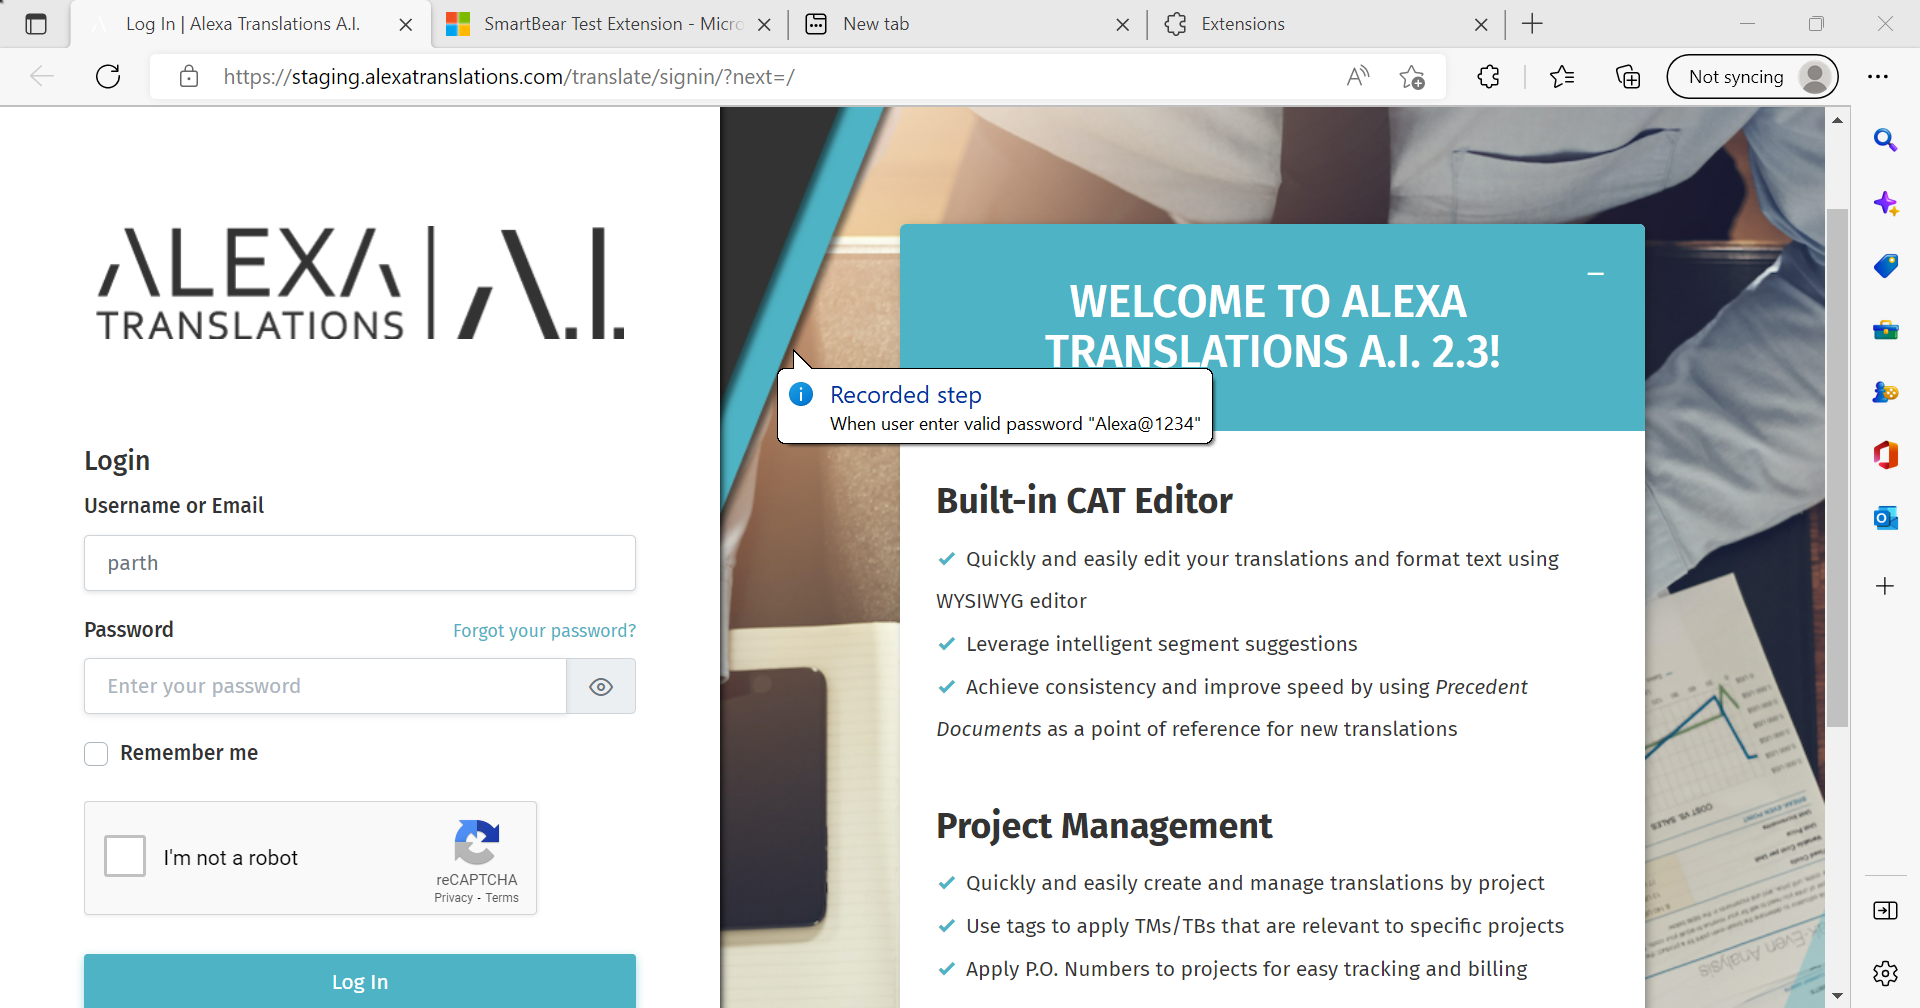 Log In | Alexa Translations A.I.
SmartBear Test Extension - Micro
New tab
Extensions
https://staging.alexatranslations.com/translate/signin/?next=/
Not syncing
ALEXA TRANSLATIONS | A.I.
WELCOME TO ALEXA
TRANSLATIONS A.I. 2.3!
Recorded step
When user enter valid password "Alexa@1234"
Login
Username or Email
parth
Password
Forgot your password?
Enter your password
Remember me
I'm not a robot
reCAPTCHA
Privacy - Terms
Log In
Built-in CAT Editor
Quickly and easily edit your translations and format text using
WYSIWYG editor
Leverage intelligent segment suggestions
Achieve consistency and improve speed by using Precedent
Documents as a point of reference for new translations
Project Management
Quickly and easily create and manage translations by project
Use tags to apply TMs/TBs that are relevant to specific projects
Apply P.O. Numbers to projects for easy tracking and billing
COST VS. SALES